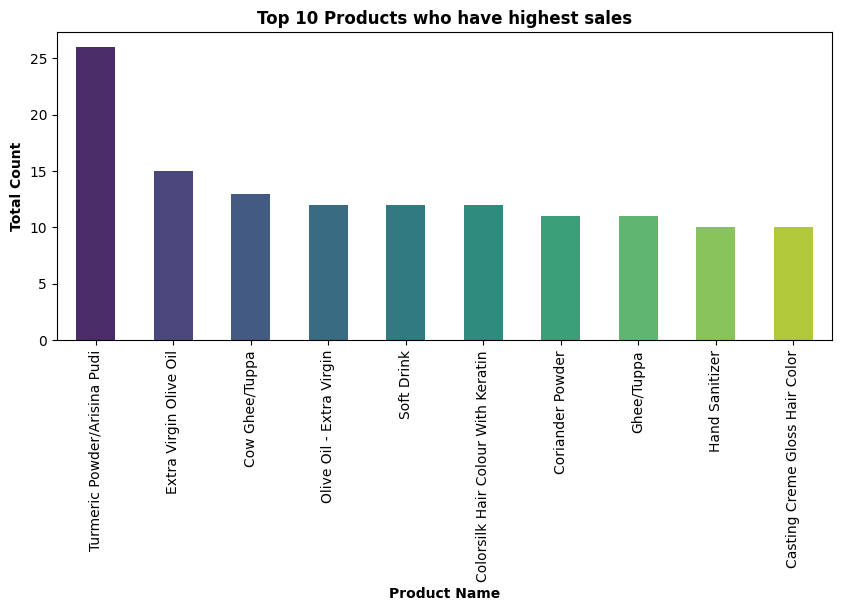 Top 10 Products who have highest sales
Total Count
25
20
15
10
5
0
Turmeric Powder/Arisina Pudi
Extra Virgin Olive Oil
Cow Ghee/Tuppa
Olive Oil - Extra Virgin
Soft Drink
Colorsilk Hair Colour With Keratin
Coriander Powder
Ghee/Tuppa
Hand Sanitizer
Casting Creme Gloss Hair Color
Product Name